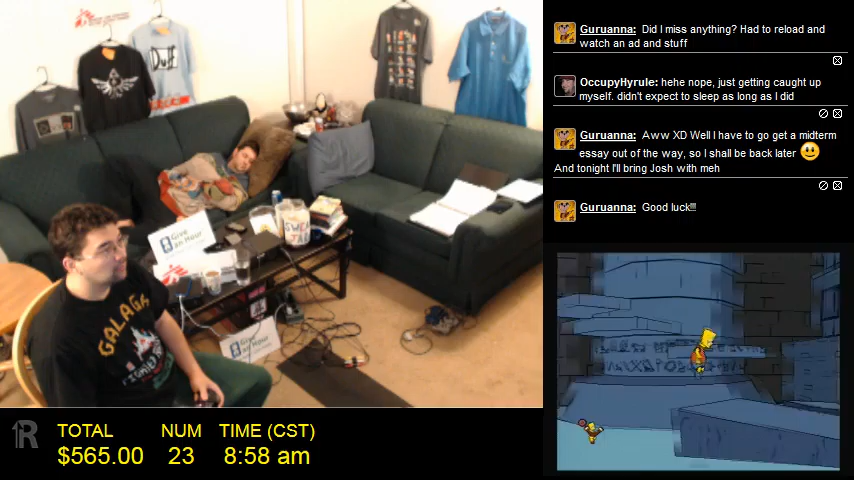 Guruanna: Did I miss anything? Had to reload and
watch an ad and stuff
OccupyHyrule: hehe nope, just getting caught up
myself. didn't expect to sleep as long as I did
Guruanna: Aww XD Well I have to go get a midterm
essay out of the way, so I shall be back later
And tonight I'll bring Josh with meh
Guruanna: Good luck!!!
Duff
Give
an Hour
SWEAR
JAR
Give
an Hour
GALAGA
TOTAL NUM TIME (CST)
$565.00 23 8:58 am